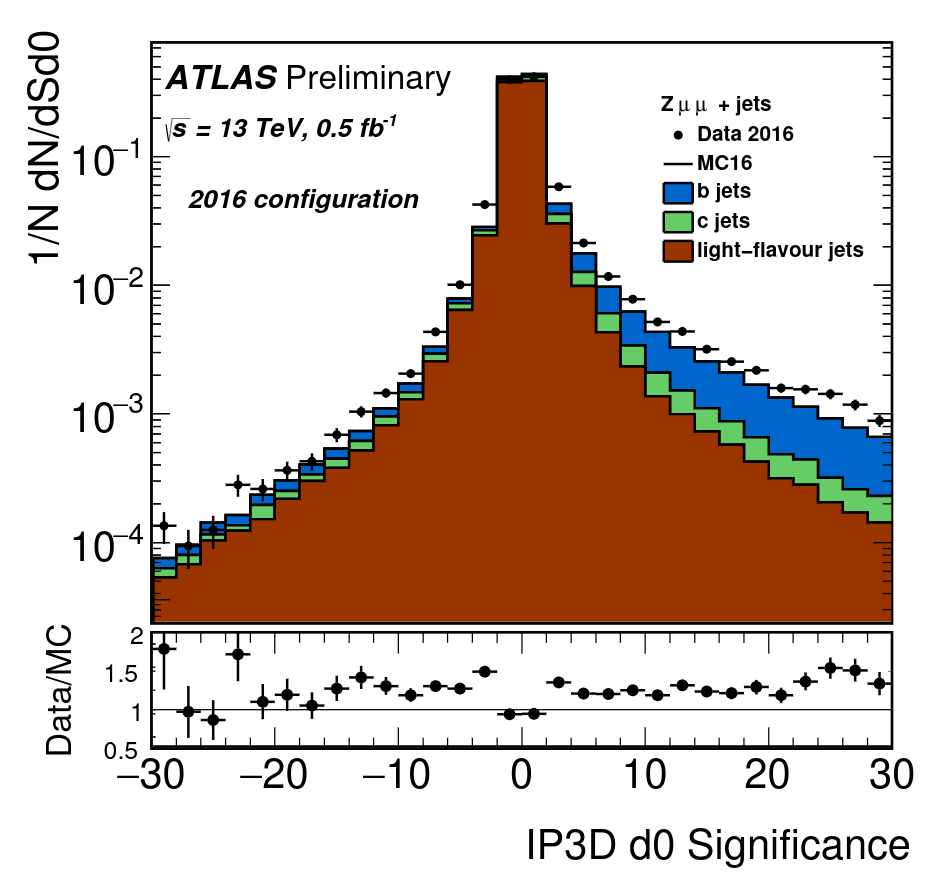 1/N dN/dSd0
ATLAS Preliminary
√s = 13 TeV, 0.5 fb⁻¹
2016 configuration
Z μ μ + jets
Data 2016
MC16
b jets
c jets
light−flavour jets
10⁻¹
10⁻²
10⁻³
10⁻⁴
Data/MC
2
1.5
1
0.5
−30 −20 −10 0 10 20 30
IP3D d0 Significance